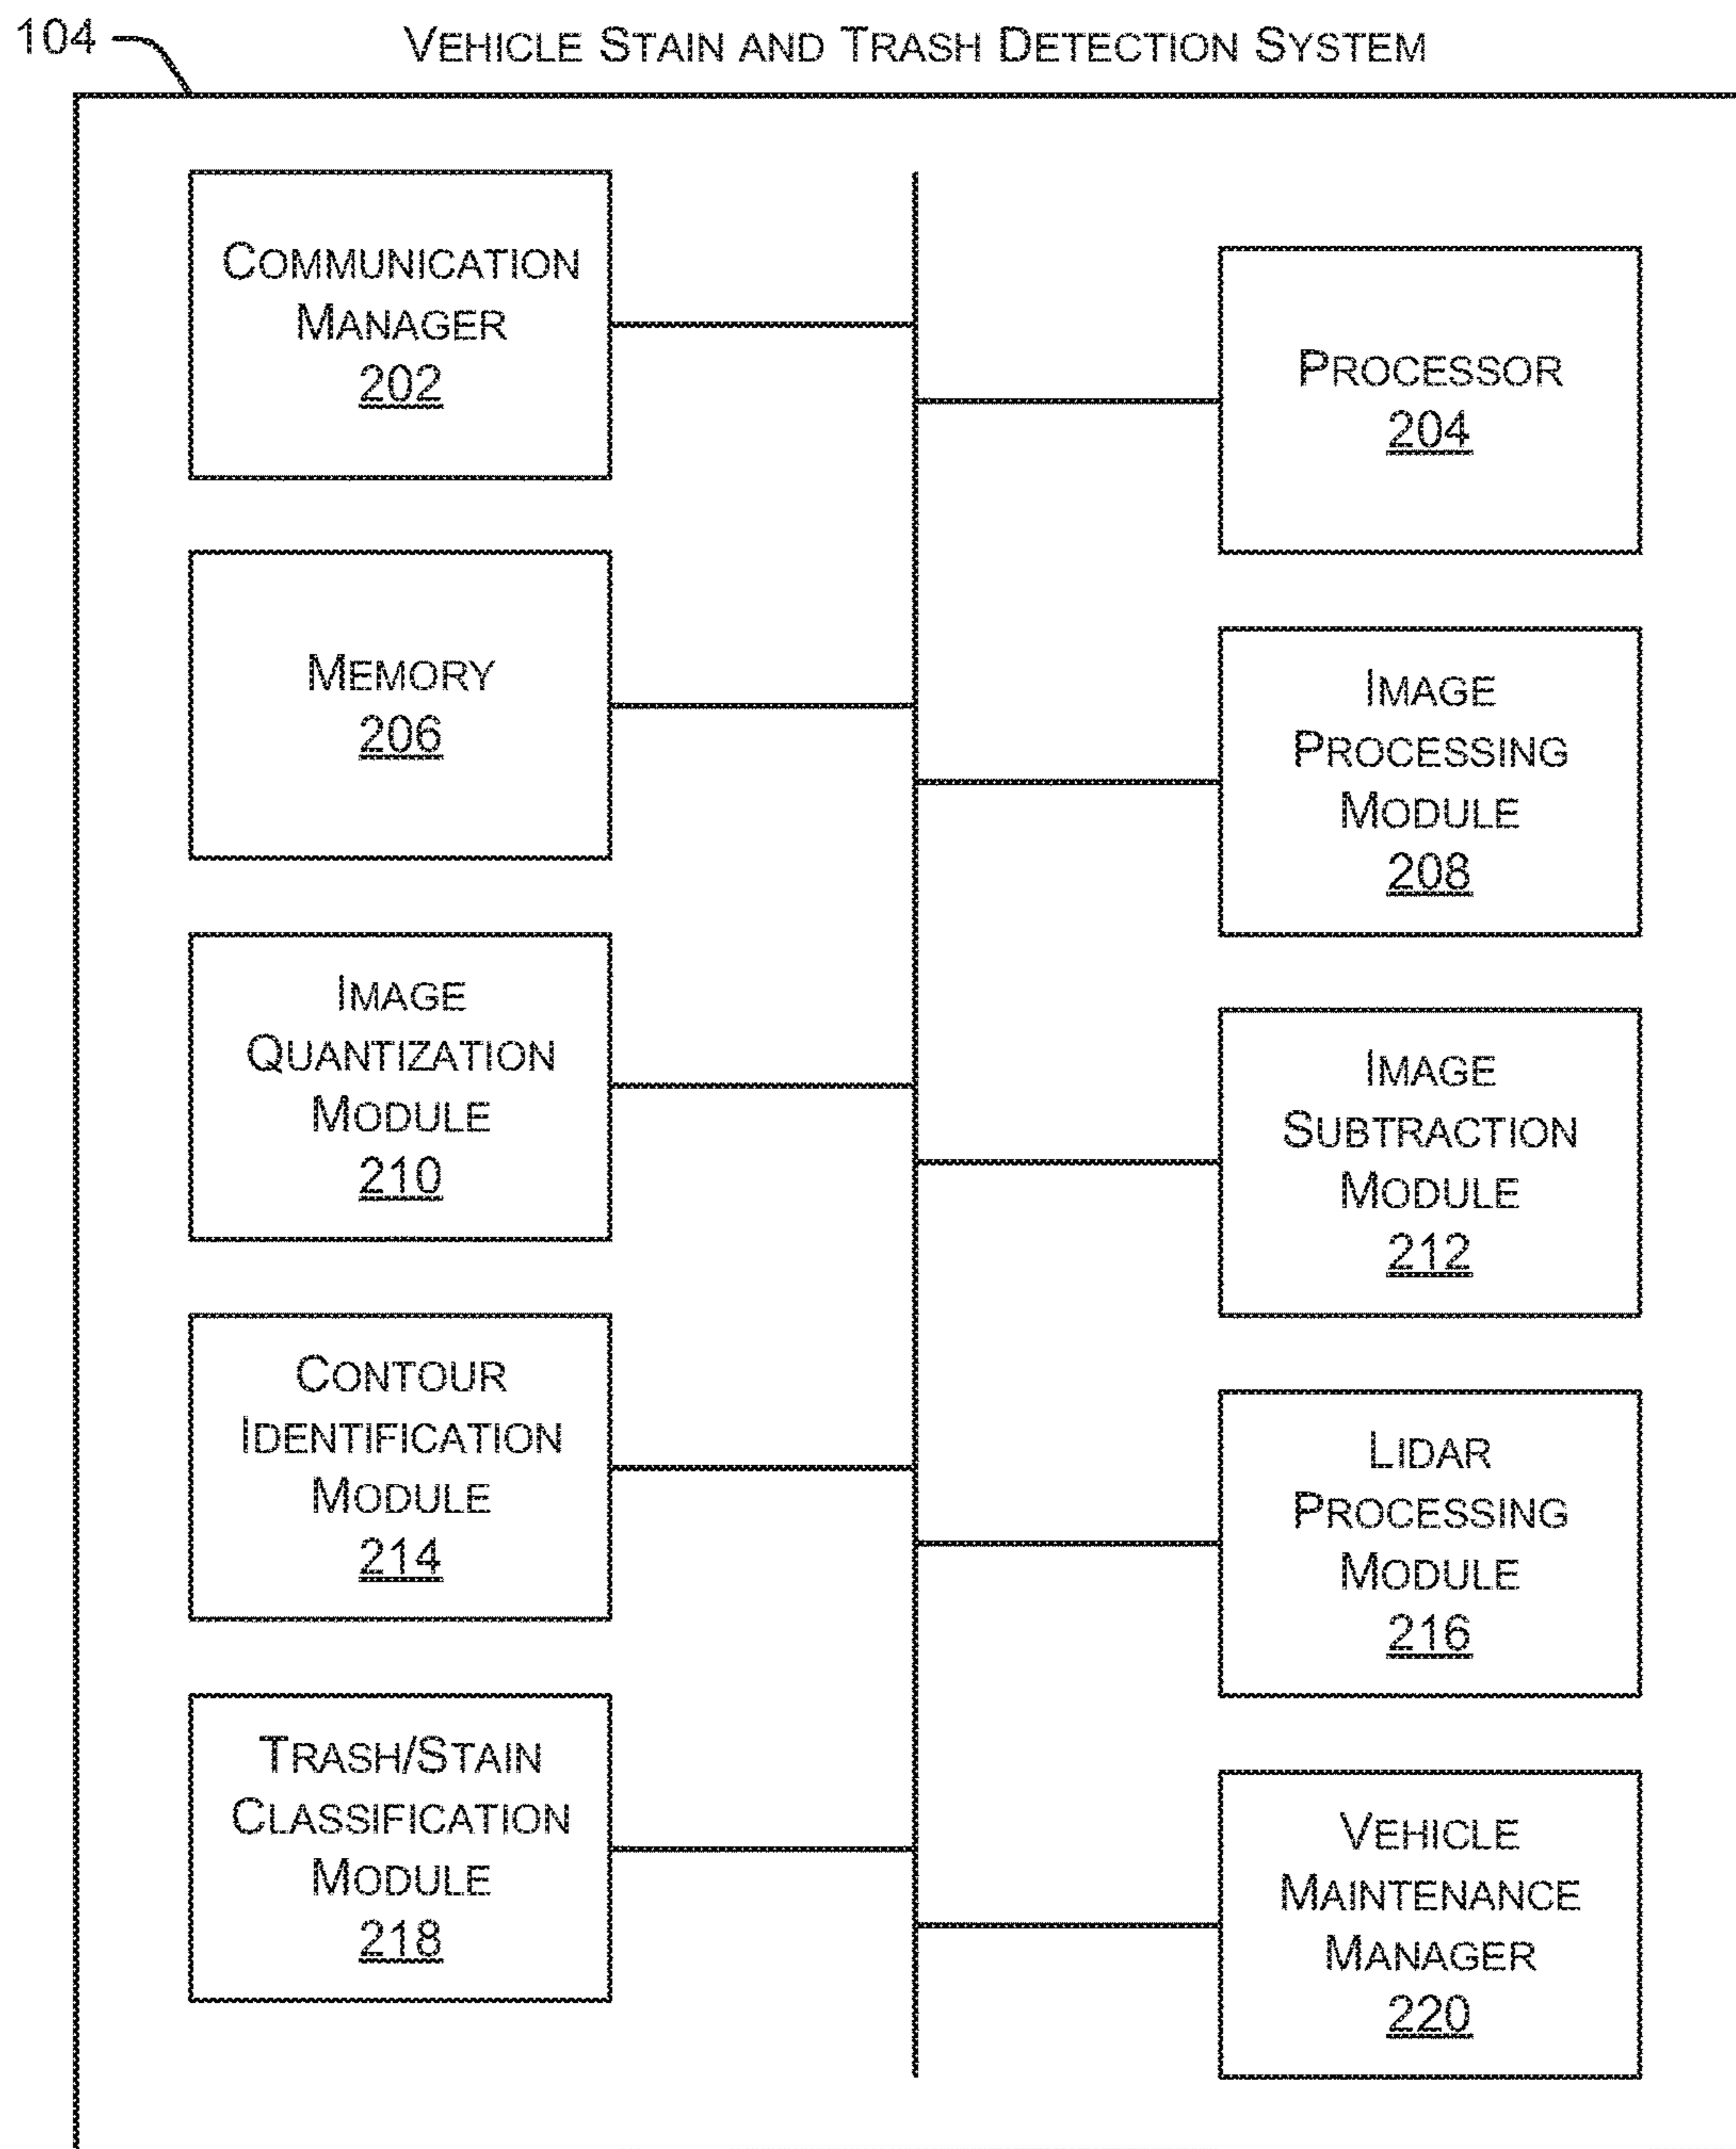 104
VEHICLE STAIN AND TRASH DETECTION SYSTEM
COMMUNICATION
MANAGER
202
PROCESSOR
204
MEMORY
206
IMAGE
PROCESSING
MODULE
208
IMAGE
QUANTIZATION
MODULE
210
IMAGE
SUBTRACTION
MODULE
212
CONTOUR
IDENTIFICATION
MODULE
214
LIDAR
PROCESSING
MODULE
216
TRASH/STAIN
CLASSIFICATION
MODULE
218
VEHICLE
MAINTENANCE
MANAGER
220